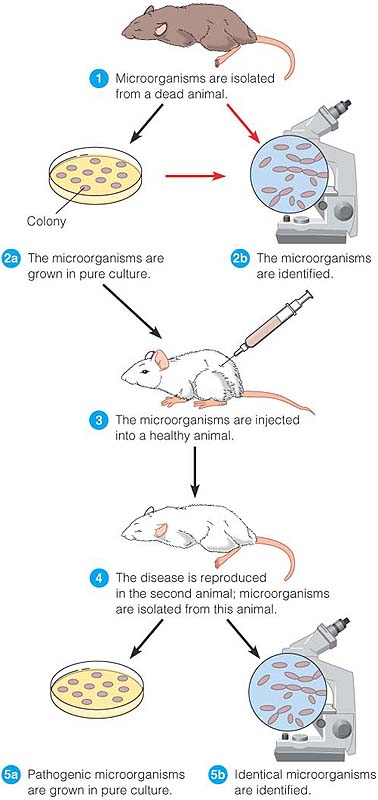 1 Microorganisms are isolated
from a dead animal.
Colony
2a The microorganisms are
grown in pure culture.
2b The microorganisms
are identified.
3 The microorganisms are injected
into a healthy animal.
4 The disease is reproduced
in the second animal; microorganisms
are isolated from this animal.
5a Pathogenic microorganisms
are grown in pure culture.
5b Identical microorganisms
are identified.